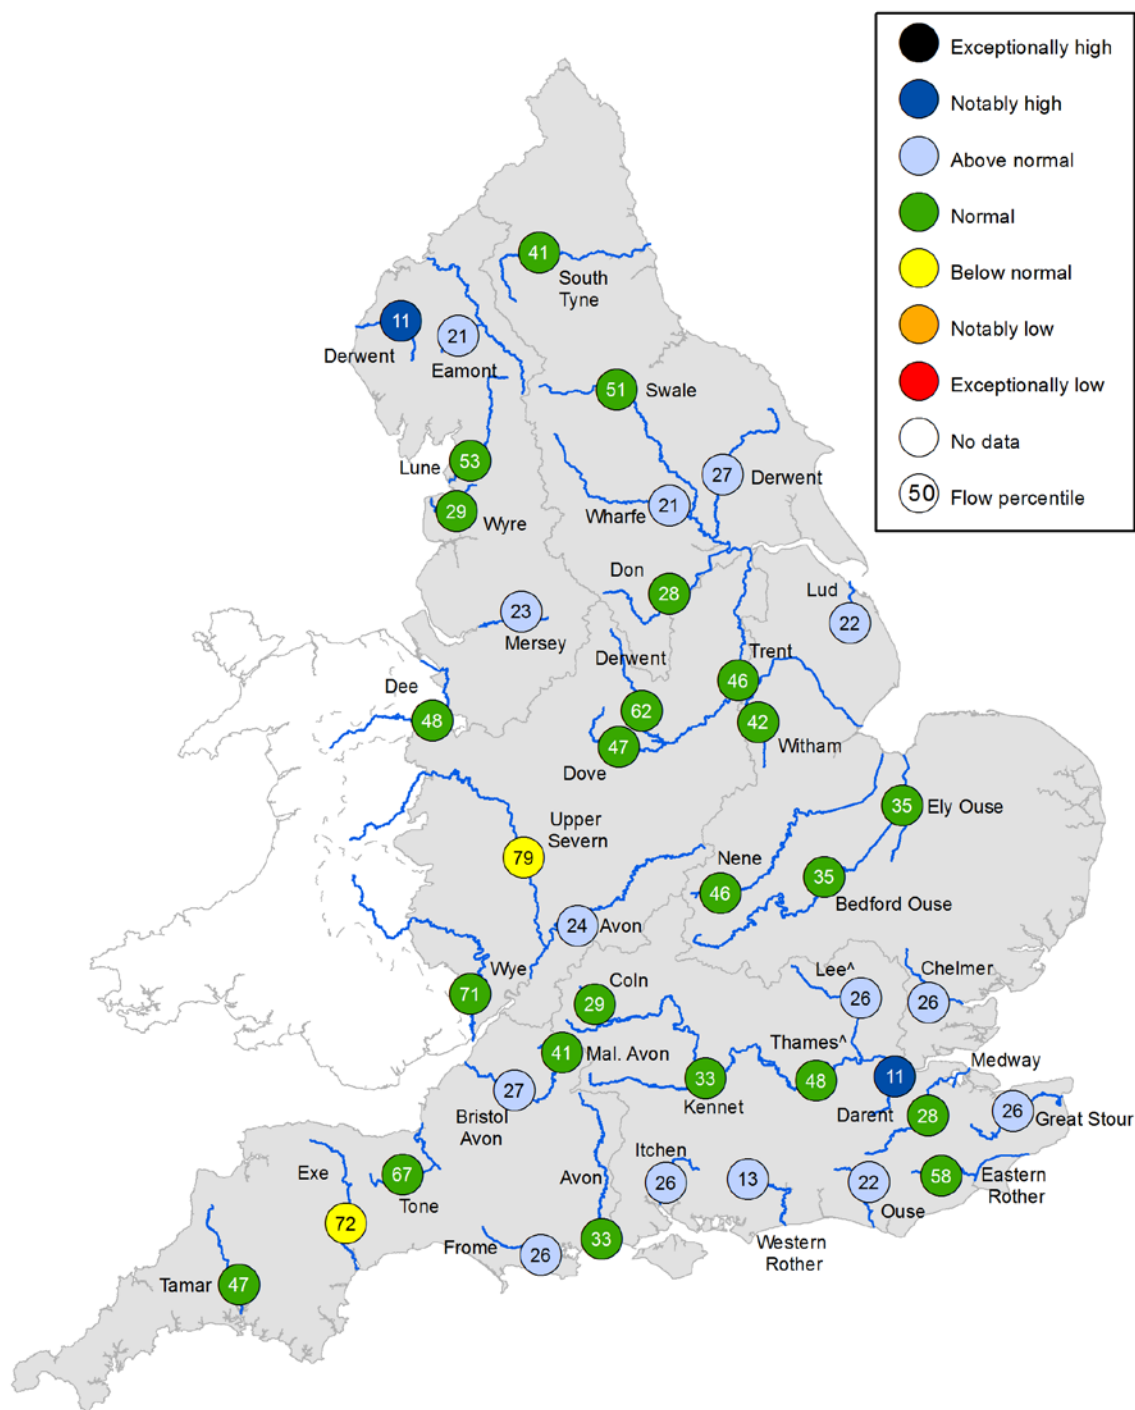 Exceptionally high
Notably high
Above normal
Normal
Below normal
Notably low
Exceptionally low
No data
50 Flow percentile
41
South
Tyne
11
Derwent
21
Eamont
51 Swale
Lune 53
29
Wyre
27 Derwent
21
Wharfe
Don
28
Lud
22
23
Mersey
Derwent
62
Trent
46
Dee
48
42
Witham
47
Dove
35 Ely Ouse
Upper
Severn
79
Nene
46
35
Bedford Ouse
24 Avon
Wye
71
Coln
29
Lee^
26
Chelmer
26
41 Mal. Avon
Thames^
48
33
Kennet
11
Darent
Medway
28
26
Great Stour
27
Bristol
Avon
Exe
72
67
Tone
Avon
33
Itchen
26
13
Western
Rother
22
Ouse
58
Eastern
Rother
Frome
26
Tamar 47